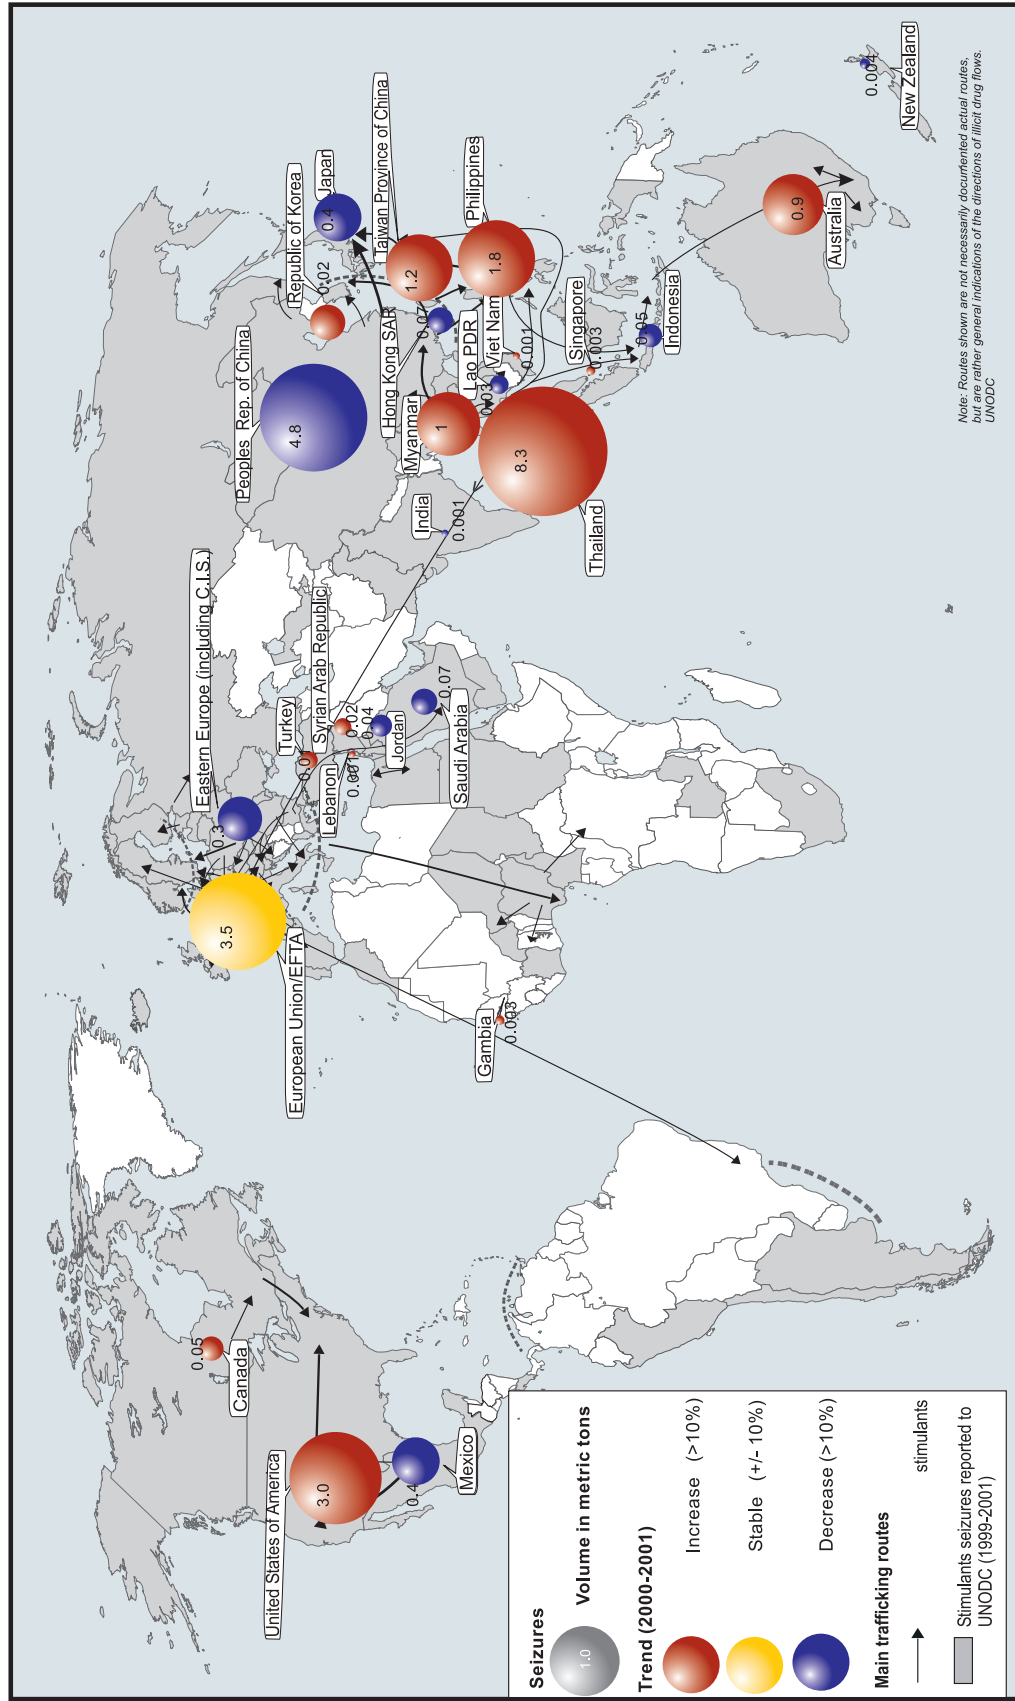 United States of America
3.0
Canada
0.05
Mexico
0.4
European Union/EFTA
3.5
Eastern Europe (including C.I.S.)
0.3
Turkey
Syrian Arab Republic
0.02
Lebanon
0.001
Jordan
0.04
Saudi Arabia
0.07
Gambia
0.003
India
0.001
Peoples Rep. of China
4.8
Republic of Korea
0.02
Japan
0.4
Taiwan Province of China
1.2
Hong Kong SAR
0.07
Philippines
1.8
Myanmar
1
Lao PDR
0.03
Viet Nam
0.001
Thailand
8.3
Singapore
0.003
Indonesia
0.05
Australia
0.9
New Zealand
0.004
Seizures
1.0
Volume in metric tons
Trend (2000-2001)
Increase (>10%)
Stable (+/- 10%)
Decrease (>10%)
Main trafficking routes
stimulants
Stimulants seizures reported to
UNODC (1999-2001)
Note: Routes shown are not necessarily documented actual routes,
but are rather general indications of the directions of illicit drug flows.
UNODC